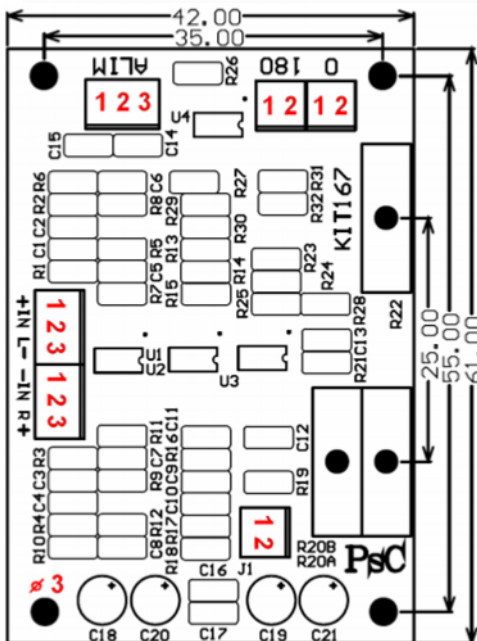 42.00
35.00
ALIM
R26
O 180
1 2 3
1 2
1 2
U4
C15
C14
R6
C6
R27
R31
R2
R8
R29
R32
KIT167
C2
R30
C1
R5
R13
R23
R1
C5
R14
R24
R7
R15
R25
R28
R22
+IN L- -IN R+
1 2 3
1 2 3
U1
U2
U3
C13
R21
25.00
55.00
61.00
R11
C11
C12
R3
R16
C3
C7
R9
C9
R19
C4
C10
R4
R12
R17
1 2
R10
C8
R18
J1
R20B
R20A
PsC
ø 3
C16
C18
C20
C17
C19
C21